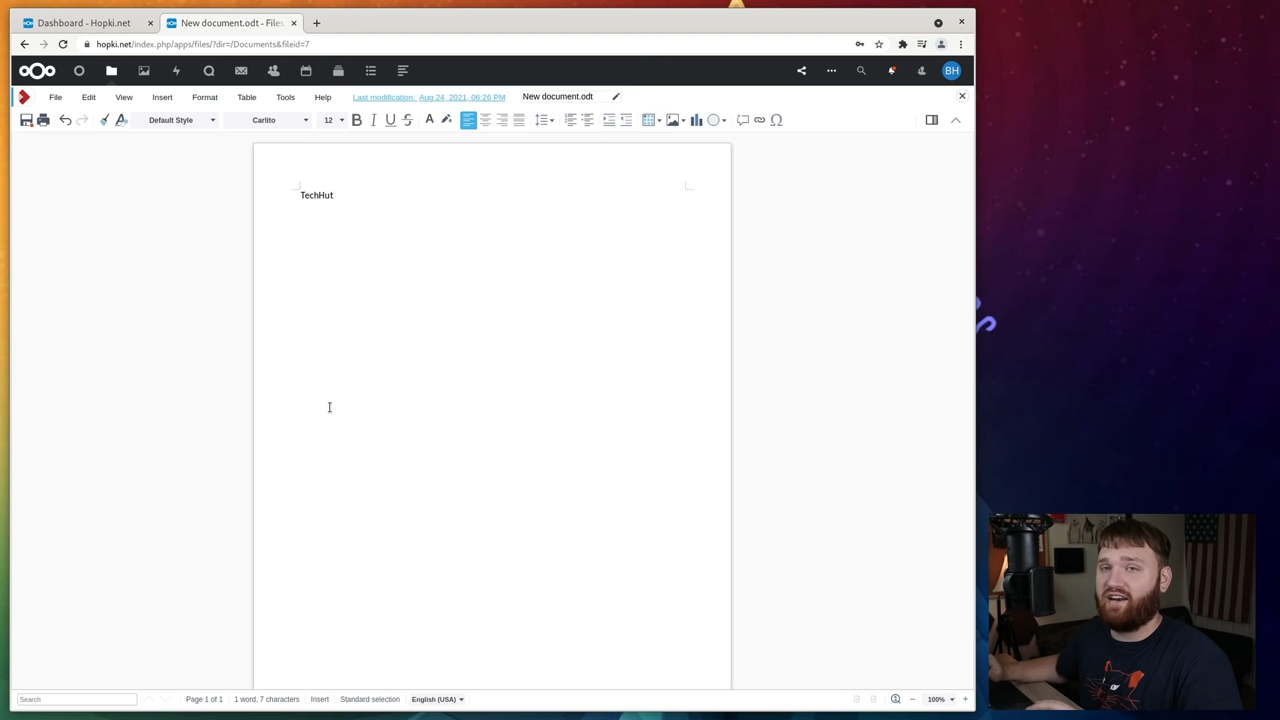 Dashboard - Hopki.net
New document.odt - Files
hopki.net/index.php/apps/files/?dir=/Documents&fileid=7
BH
File Edit View Insert Format Table Tools Help Last modification: Aug 24, 2021, 06:26 PM New document.odt
Default Style Carlito 12
TechHut
Search Page 1 of 1 1 word, 7 characters Insert Standard selection English (USA) 100%